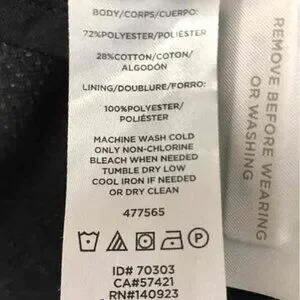 BODY/CORPS/CUERPO:
72%POLYESTER/POLIÉSTER
28%COTTON/COTON/
ALGODÓN
LINING/DOUBLURE/FORRO:
100%POLYESTER/
POLIÉSTER
MACHINE WASH COLD
ONLY NON-CHLORINE
BLEACH WHEN NEEDED
TUMBLE DRY LOW
COOL IRON IF NEEDED
OR DRY CLEAN
477565
P
ID# 70303
CA#57421
RN#140923
REMOVE BEFORE WEARING
OR WASHING